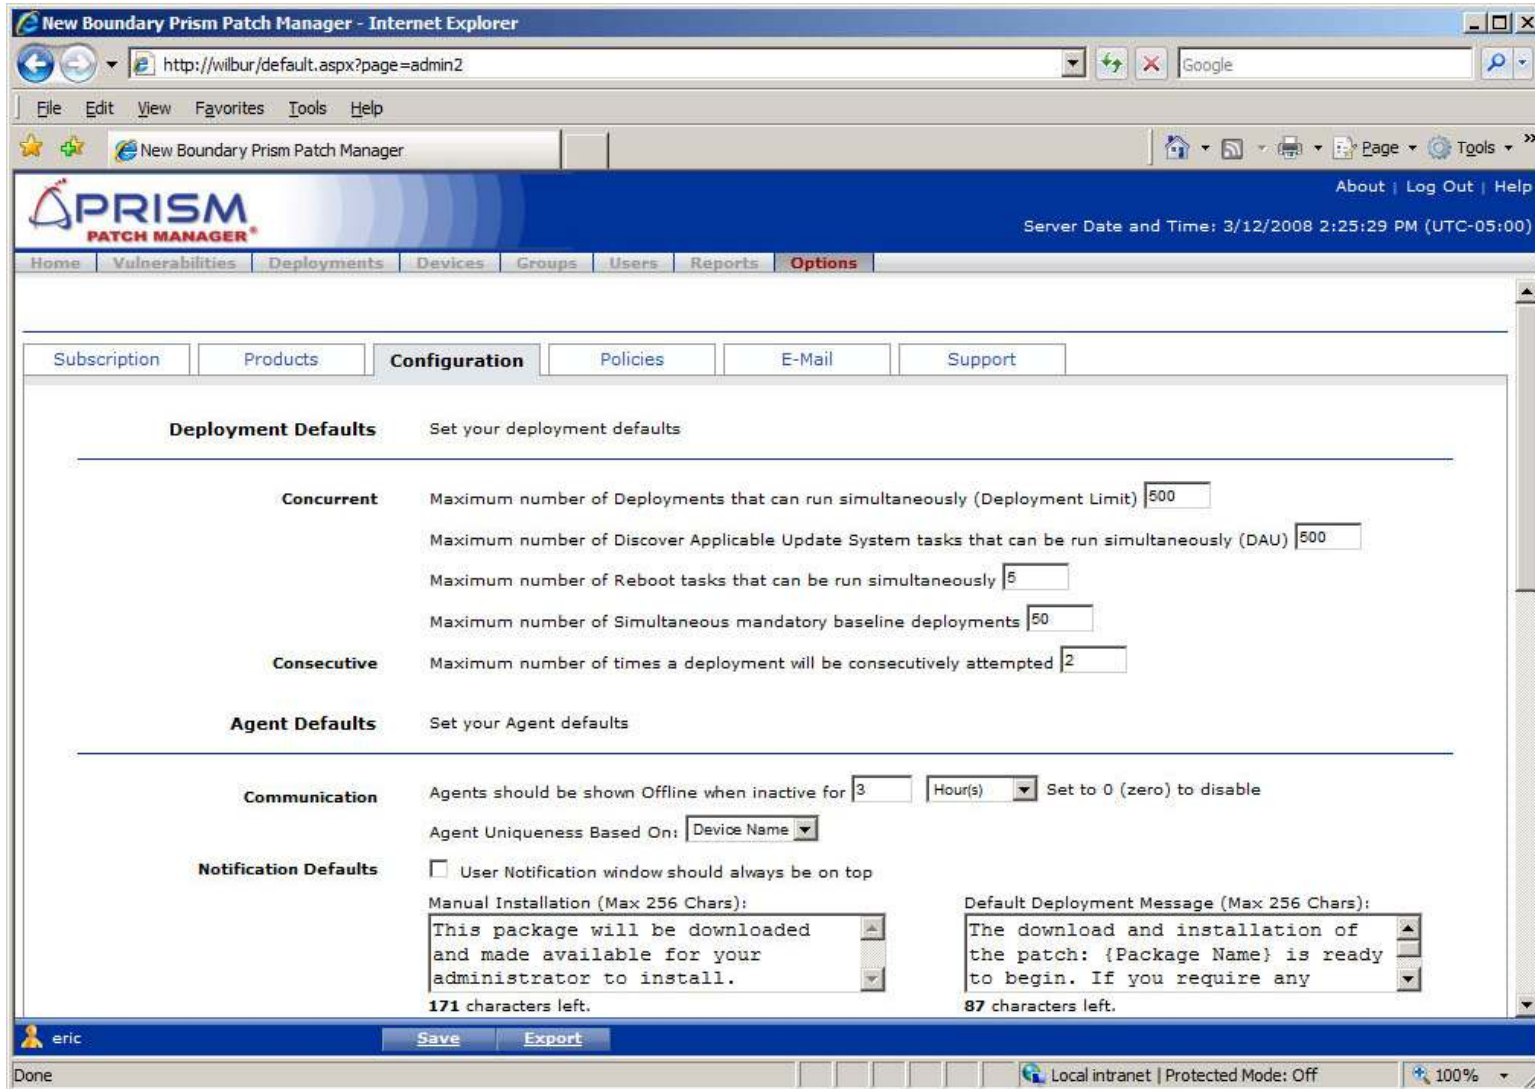 New Boundary Prism Patch Manager - Internet Explorer
http://wilbur/default.aspx?page=admin2
Google
File Edit View Favorites Tools Help
New Boundary Prism Patch Manager
Page Tools »
PRISM
PATCH MANAGER®
About | Log Out | Help
Server Date and Time: 3/12/2008 2:25:29 PM (UTC-05:00)
Home | Vulnerabilities | Deployments | Devices | Groups | Users | Reports | Options
Subscription Products Configuration Policies E-Mail Support
Deployment Defaults Set your deployment defaults
Concurrent Maximum number of Deployments that can run simultaneously (Deployment Limit) 500
Maximum number of Discover Applicable Update System tasks that can be run simultaneously (DAU) 500
Maximum number of Reboot tasks that can be run simultaneously 5
Maximum number of Simultaneous mandatory baseline deployments 50
Consecutive Maximum number of times a deployment will be consecutively attempted 2
Agent Defaults Set your Agent defaults
Communication Agents should be shown Offline when inactive for 3 Hour(s) Set to 0 (zero) to disable
Agent Uniqueness Based On: Device Name
Notification Defaults User Notification window should always be on top
Manual Installation (Max 256 Chars):
This package will be downloaded
and made available for your
administrator to install.
171 characters left.
Default Deployment Message (Max 256 Chars):
The download and installation of
the patch: {Package Name} is ready
to begin. If you require any
87 characters left.
eric Save Export
Done Local intranet | Protected Mode: Off 100%